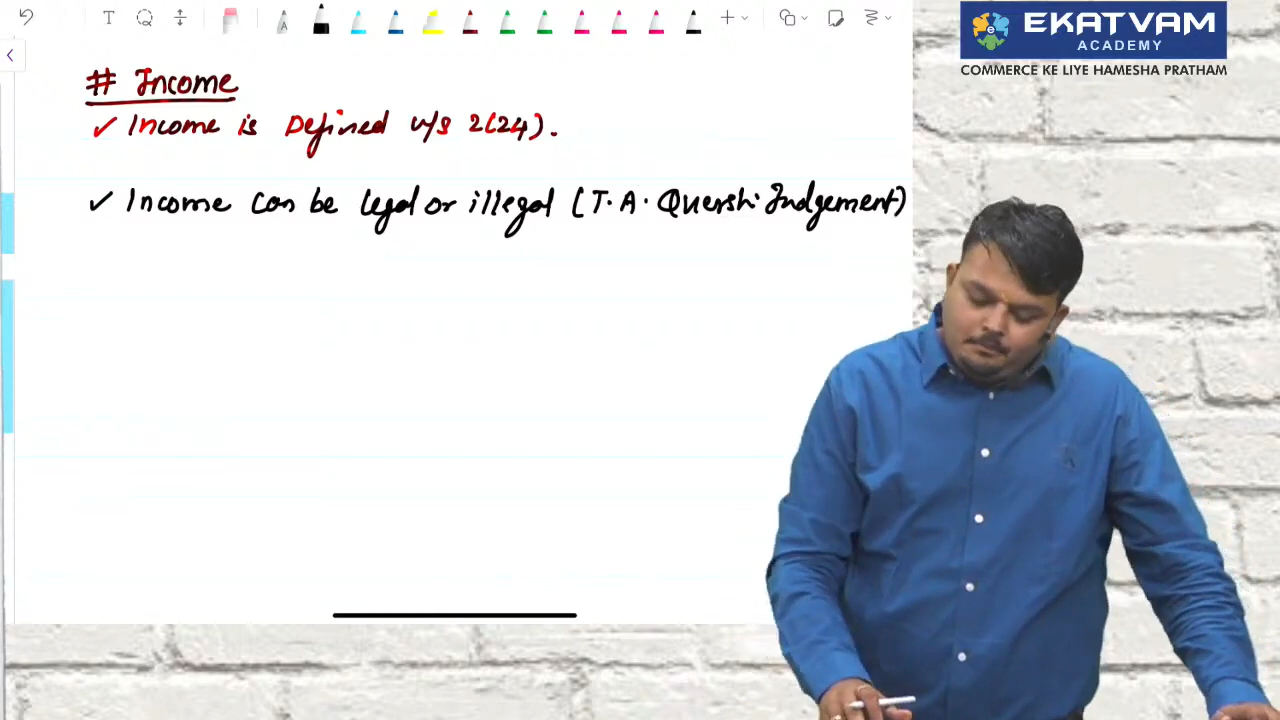 EKATVAM
ACADEMY
COMMERCE KE LIYE HAMESHA PRATHAM
# Income
✓ Income is Defined u/s 2(24).
✓ Income can be legal or illegal (T.A. Quershi Judgement)